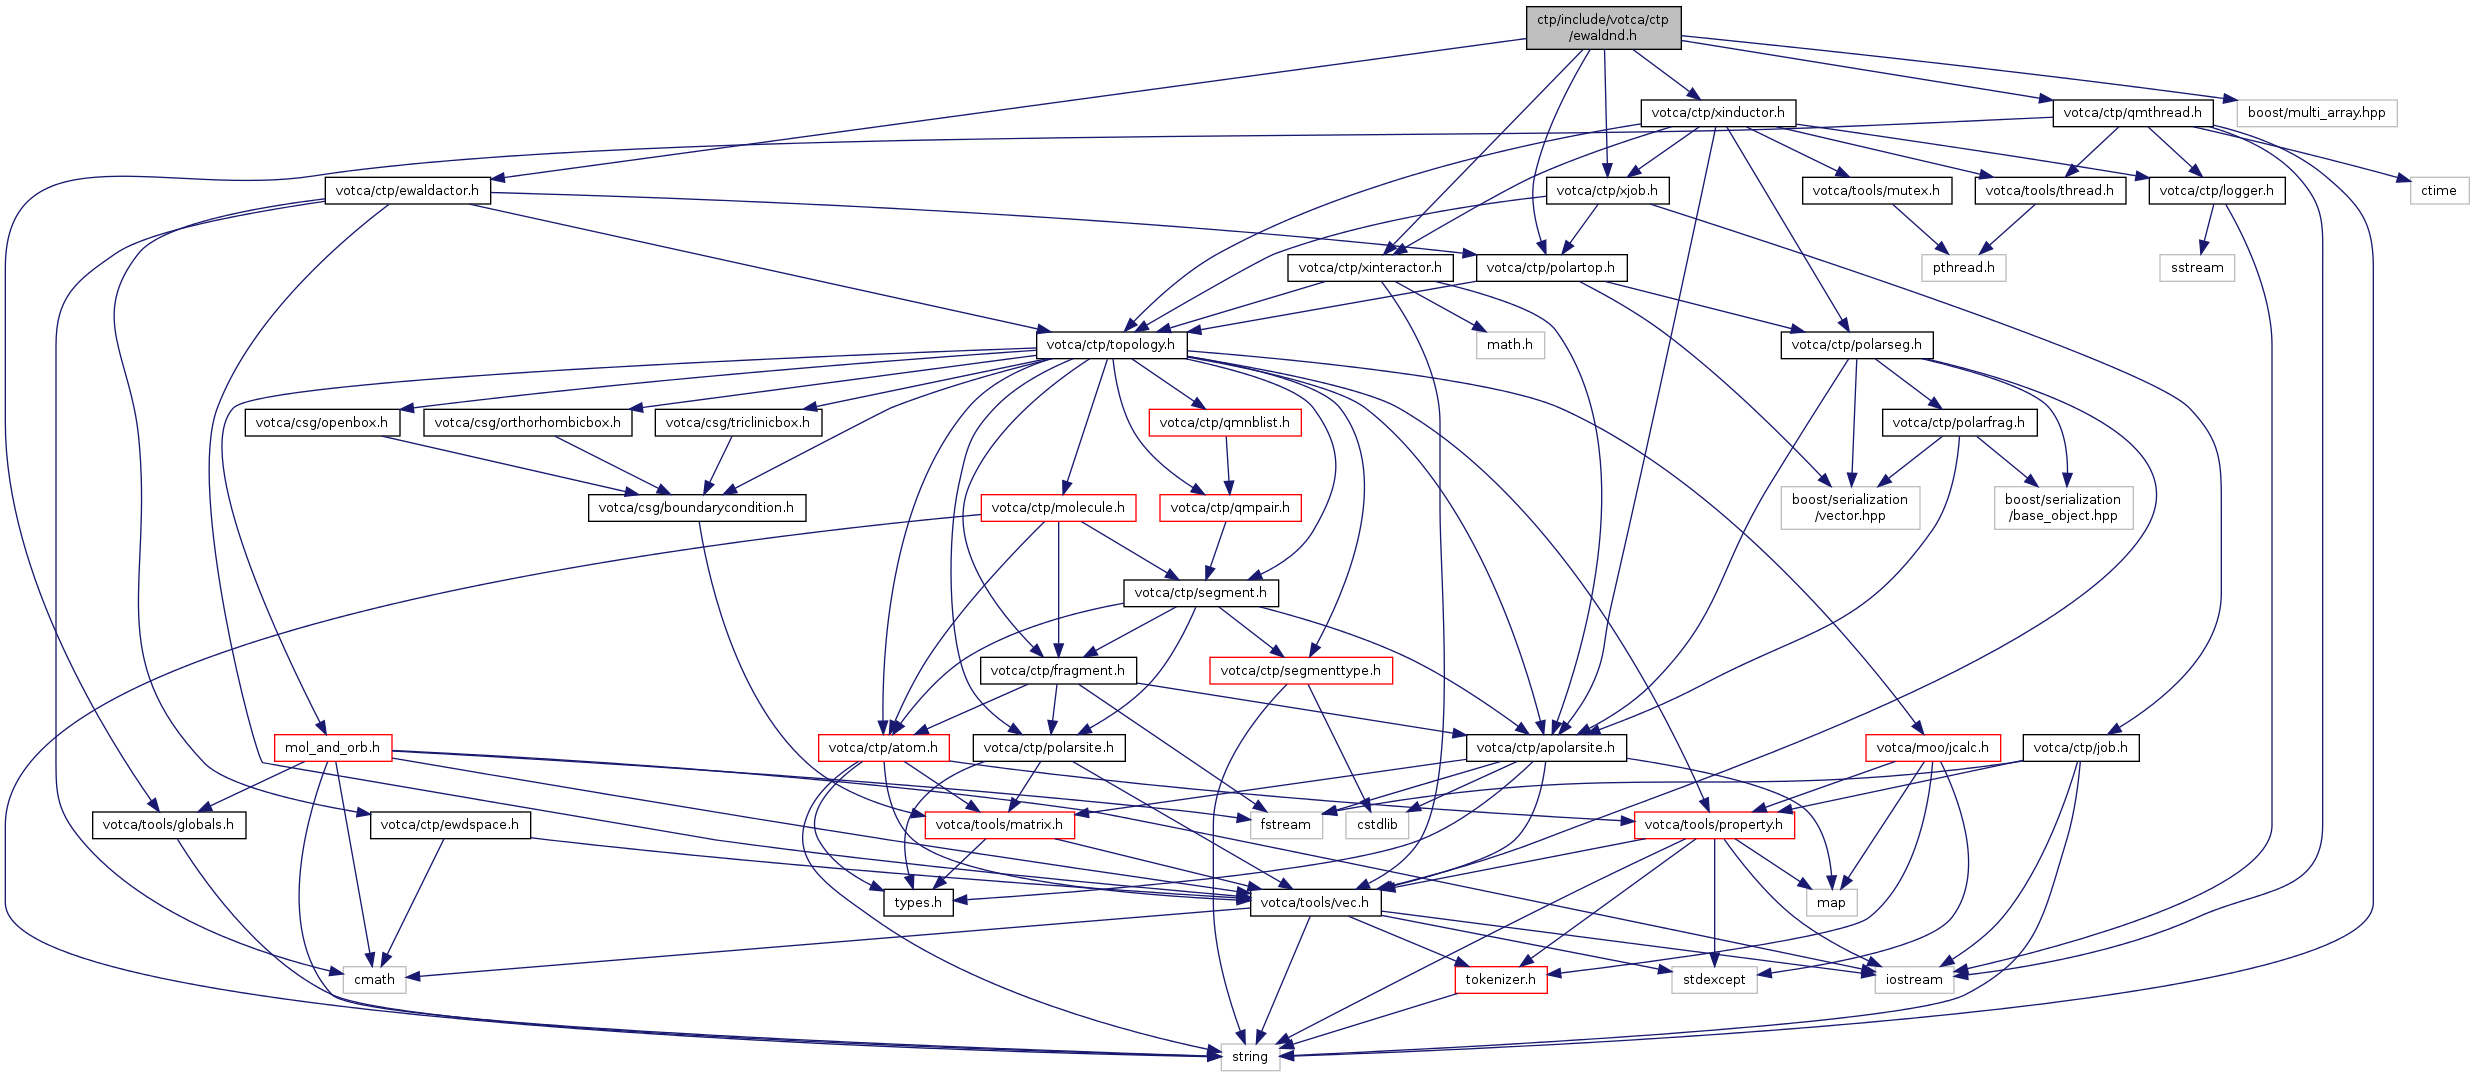 ctp/include/votca/ctp
/ewaldnd.h
votca/ctp/xinductor.h
votca/ctp/qmthread.h
boost/multi_array.hpp
votca/ctp/ewaldactor.h
votca/ctp/xjob.h
votca/tools/mutex.h
votca/tools/thread.h
votca/ctp/logger.h
ctime
votca/ctp/xinteractor.h
votca/ctp/polartop.h
pthread.h
sstream
votca/ctp/topology.h
math.h
votca/ctp/polarseg.h
votca/csg/openbox.h
votca/csg/orthorhombicbox.h
votca/csg/triclinicbox.h
votca/ctp/qmnblist.h
votca/ctp/polarfrag.h
votca/csg/boundarycondition.h
votca/ctp/molecule.h
votca/ctp/qmpair.h
boost/serialization
/vector.hpp
boost/serialization
/base_object.hpp
votca/ctp/segment.h
votca/ctp/fragment.h
votca/ctp/segmenttype.h
mol_and_orb.h
votca/ctp/atom.h
votca/ctp/polarsite.h
votca/ctp/apolarsite.h
votca/moo/jcalc.h
votca/ctp/job.h
votca/tools/globals.h
votca/ctp/ewdspace.h
votca/tools/matrix.h
fstream
cstdlib
votca/tools/property.h
types.h
votca/tools/vec.h
map
cmath
tokenizer.h
stdexcept
iostream
string